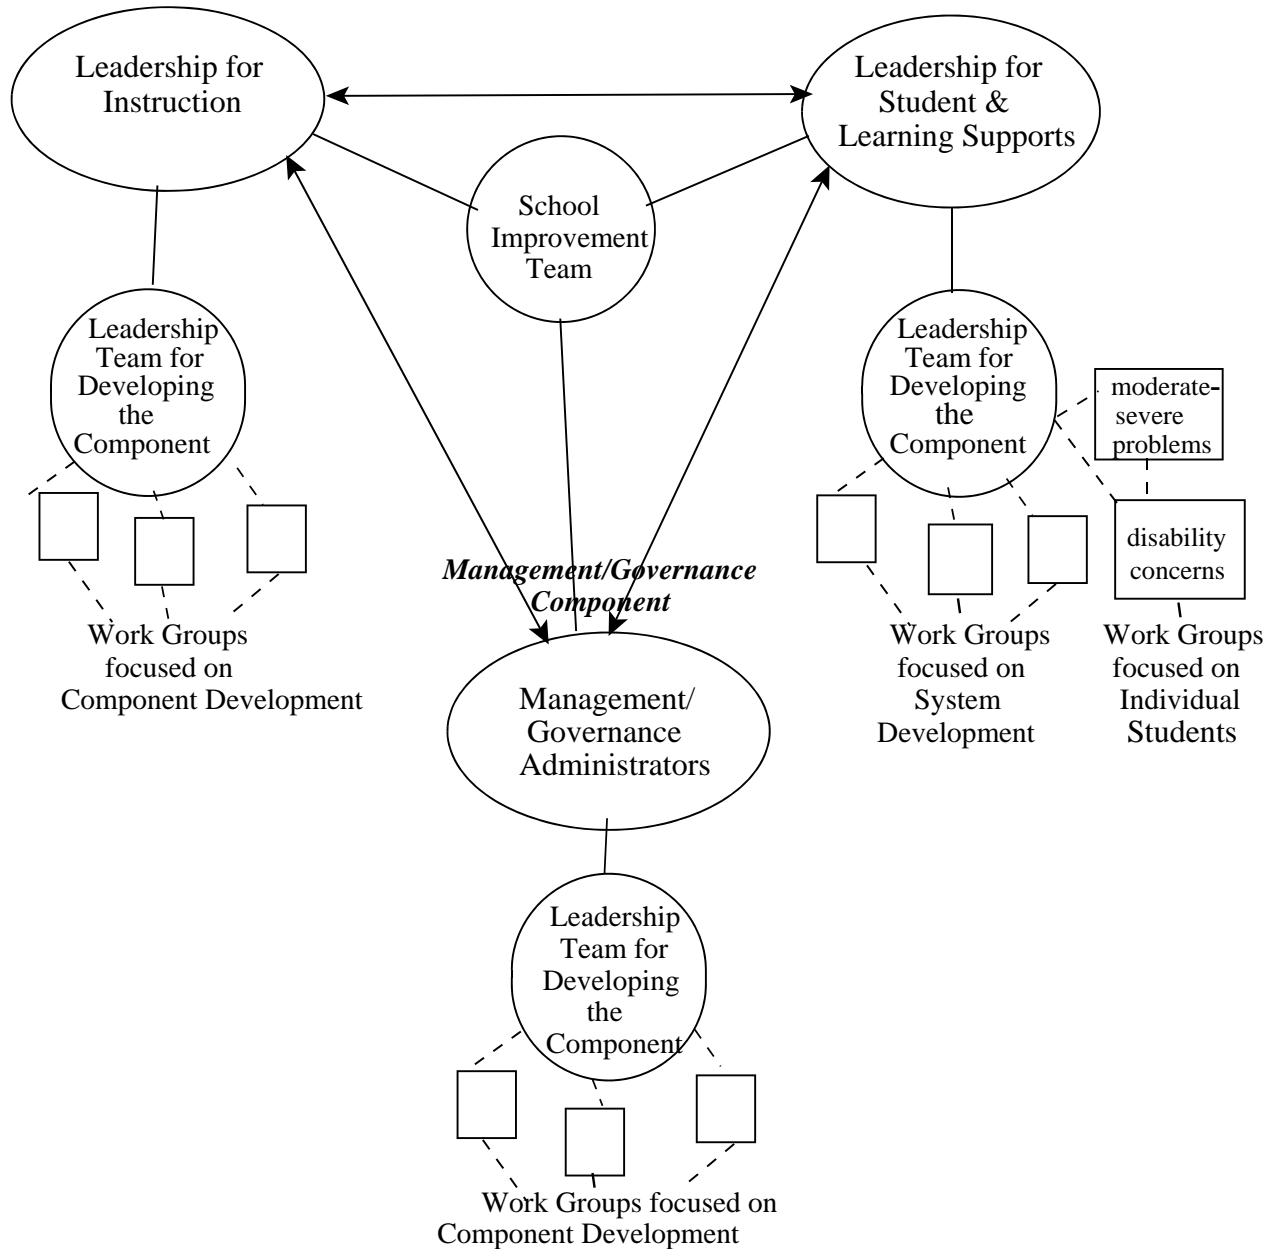 Leadership for
Instruction
Leadership for
Student &
Learning Supports
School
Improvement
Team
Leadership
Team for
Developing
the
Component
Leadership
Team for
Developing
the
Component
moderate-
severe
problems
disability
concerns
Work Groups
focused on
Component Development
Management/Governance
Component
Work Groups
focused on
System
Development
Work Groups
focused on
Individual
Students
Management/
Governance
Administrators
Leadership
Team for
Developing
the
Component
Work Groups focused on
Component Development